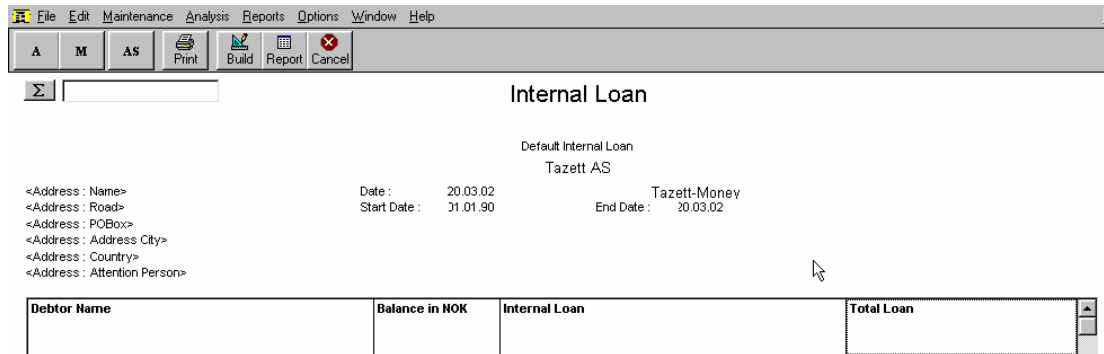 File Edit Maintenance Analysis Reports Options Window Help
A M AS Print Build Report Cancel
Σ
Internal Loan
Default Internal Loan
Tazett AS
<Address : Name> Date : 20.03.02 Tazett-Money
<Address : Road> Start Date : 01.01.90 End Date : 20.03.02
<Address : POBox>
<Address : Address City>
<Address : Country>
<Address : Attention Person>
Debtor Name Balance in NOK Internal Loan Total Loan